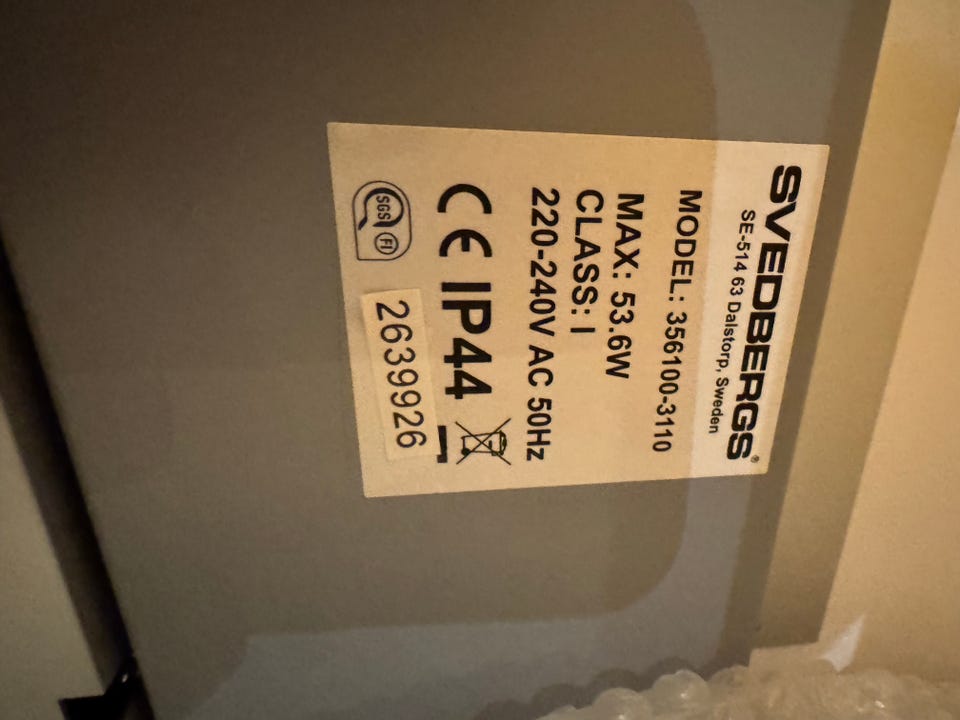 SVEDBERGS®
SE-514 63 Dalstorp, Sweden
MODEL: 356100-3110
MAX: 53.6W
CLASS: I
220-240V AC 50Hz
CE IP44
SGS FI
2639926